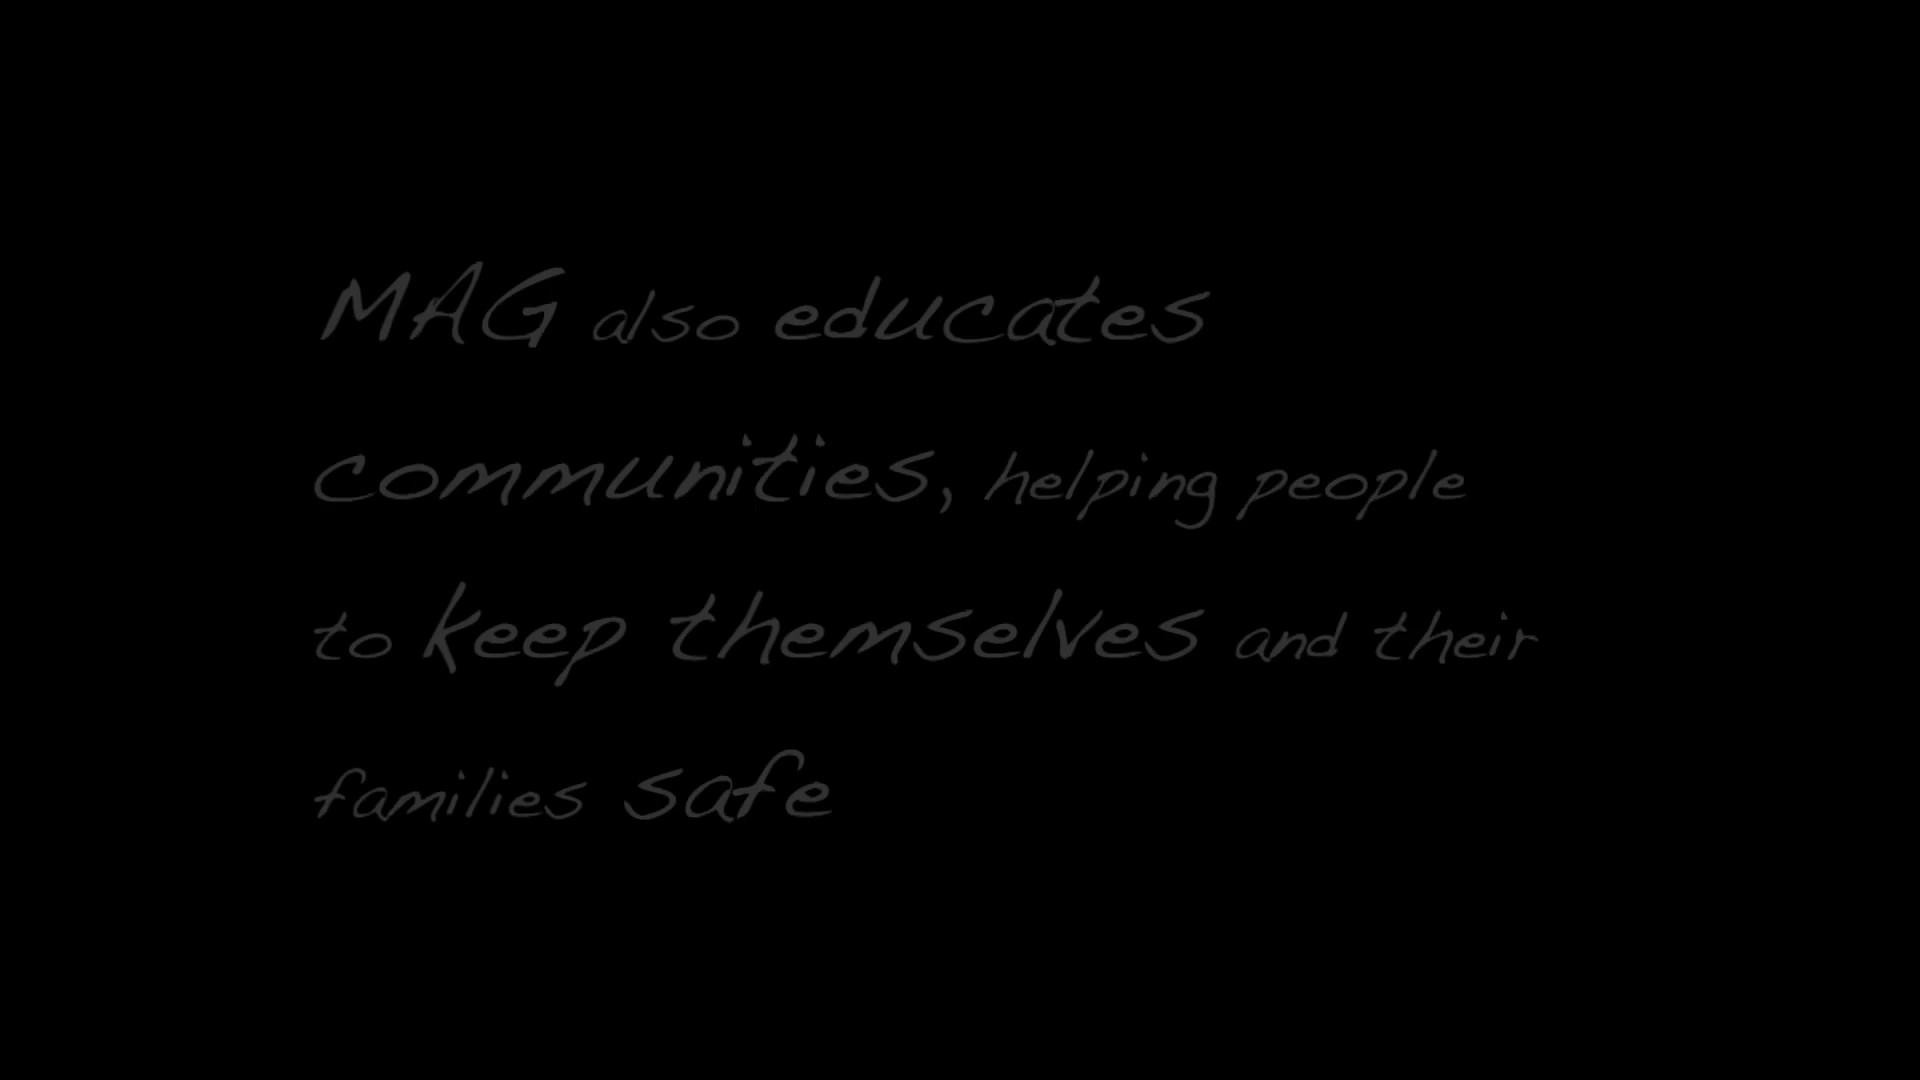 MAG also educates
communities, helping people
to keep themselves and their
families safe